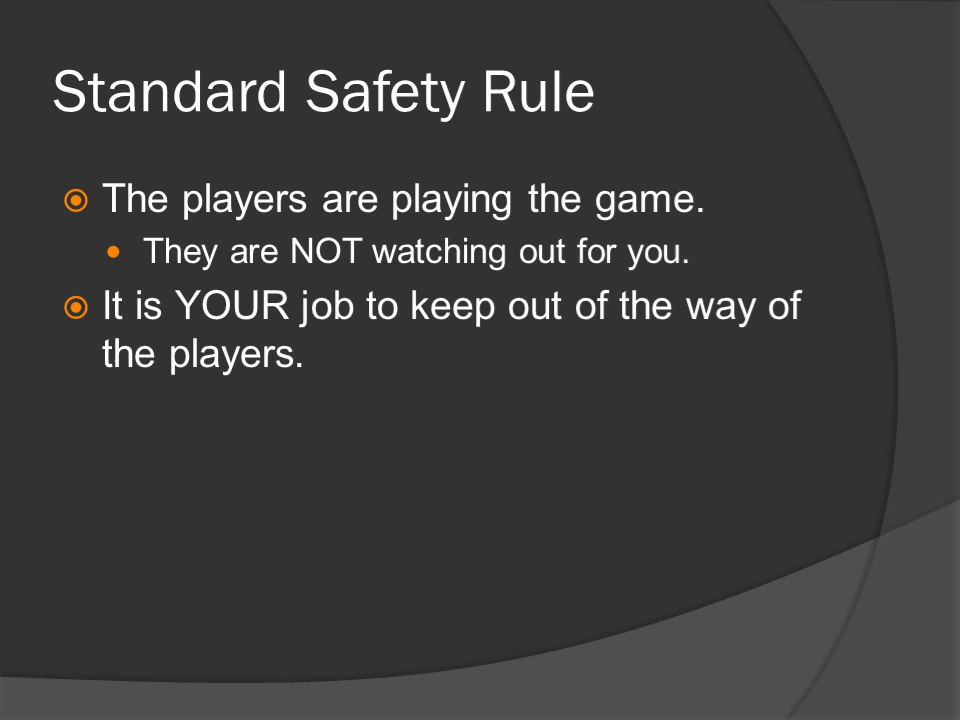 Standard Safety Rule
The players are playing the game.
They are NOT watching out for you.
It is YOUR job to keep out of the way of
the players.